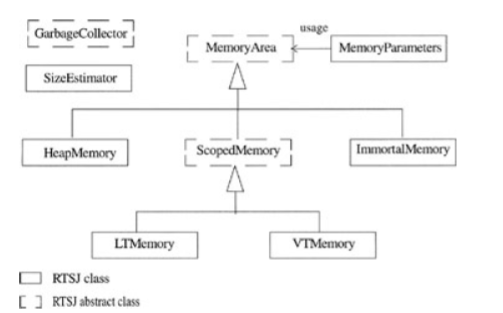 GarbageCollector
usage
MemoryArea
MemoryParameters
SizeEstimator
HeapMemory
ScopedMemory
ImmortalMemory
LTMemory
VTMemory
RTSJ class
RTSJ abstract class